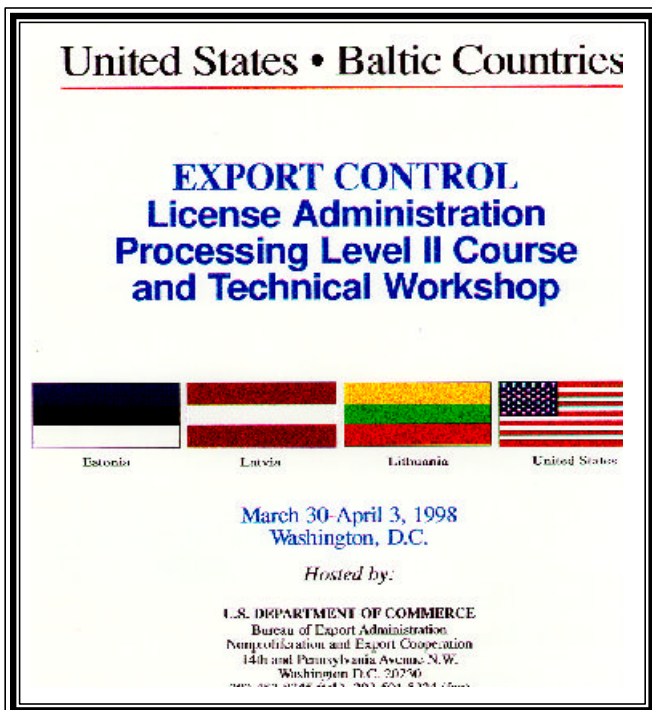 United States • Baltic Countries
EXPORT CONTROL
License Administration
Processing Level II Course
and Technical Workshop
Estonia
Latvia
Lithuania
United States
March 30-April 3, 1998
Washington, D.C.
Hosted by:
U.S. DEPARTMENT OF COMMERCE
Bureau of Export Administration
Nonproliferation and Export Cooperation
14th and Pennsylvania Avenue N.W.
Washington D.C. 20230